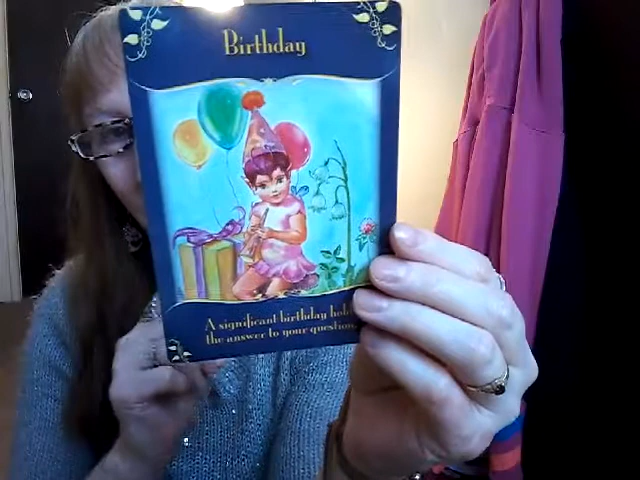 Birthday
A significant birthday holds
the answer to your question.